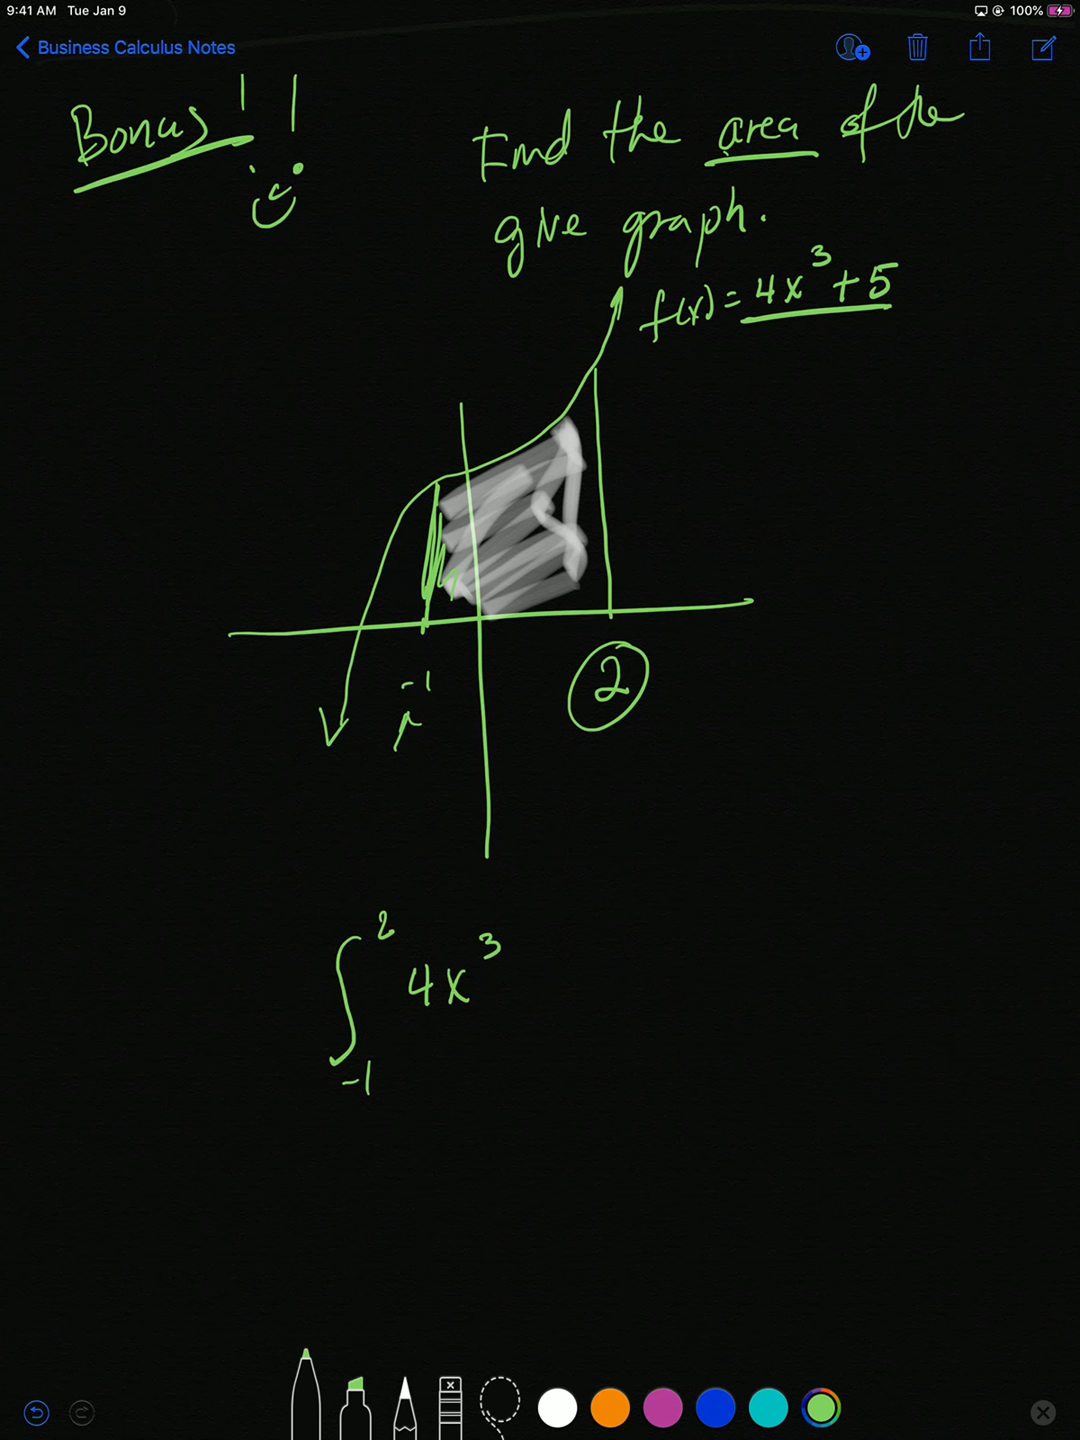 9:41 AM Tue Jan 9
100%
Business Calculus Notes
Bonus!!
Find the area of the
give graph.
f(x) = 4x³ + 5
-1
2
∫₋₁² 4x³